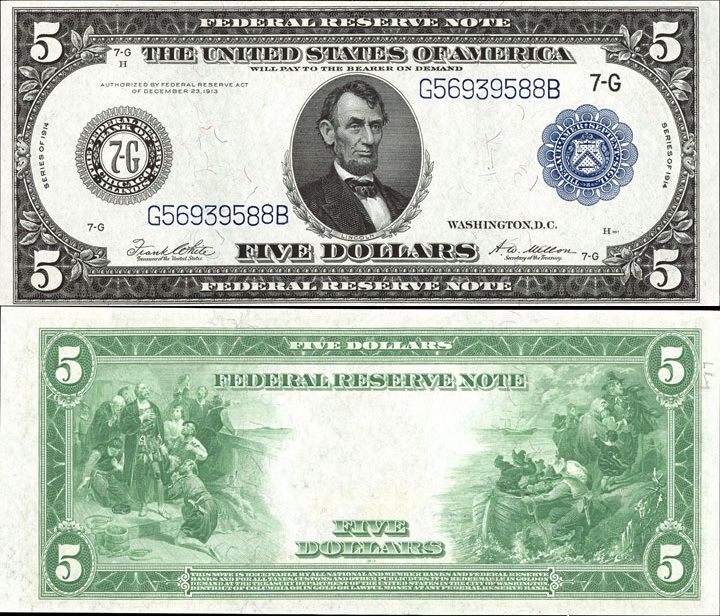 FEDERAL RESERVE NOTE
5
5
7-G
H
THE UNITED STATES OF AMERICA
WILL PAY TO THE BEARER ON DEMAND
AUTHORIZED BY FEDERAL RESERVE ACT
OF DECEMBER 23, 1913
G56939588B
7-G
SERIES OF 1914
7-G
SERIES OF 1914
G56939588B
7-G
LINCOLN
WASHINGTON, D.C.
H
Frank White
Treasurer of the United States.
FIVE DOLLARS
A. W. Mellon
Secretary of the Treasury.
7-G
5
5
FEDERAL RESERVE NOTE
FIVE DOLLARS
5
5
FEDERAL RESERVE NOTE
FIVE
DOLLARS
5
5
THIS NOTE IS RECEIVABLE BY ALL NATIONAL AND MEMBER BANKS AND FEDERAL RESERVE
BANKS AND FOR ALL TAXES, CUSTOMS AND OTHER PUBLIC DUES. IT IS REDEEMABLE IN GOLD ON
DEMAND AT THE TREASURY DEPARTMENT OF THE UNITED STATES IN THE CITY OF WASHINGTON,
DISTRICT OF COLUMBIA OR IN GOLD OR LAWFUL MONEY AT ANY FEDERAL RESERVE BANK.